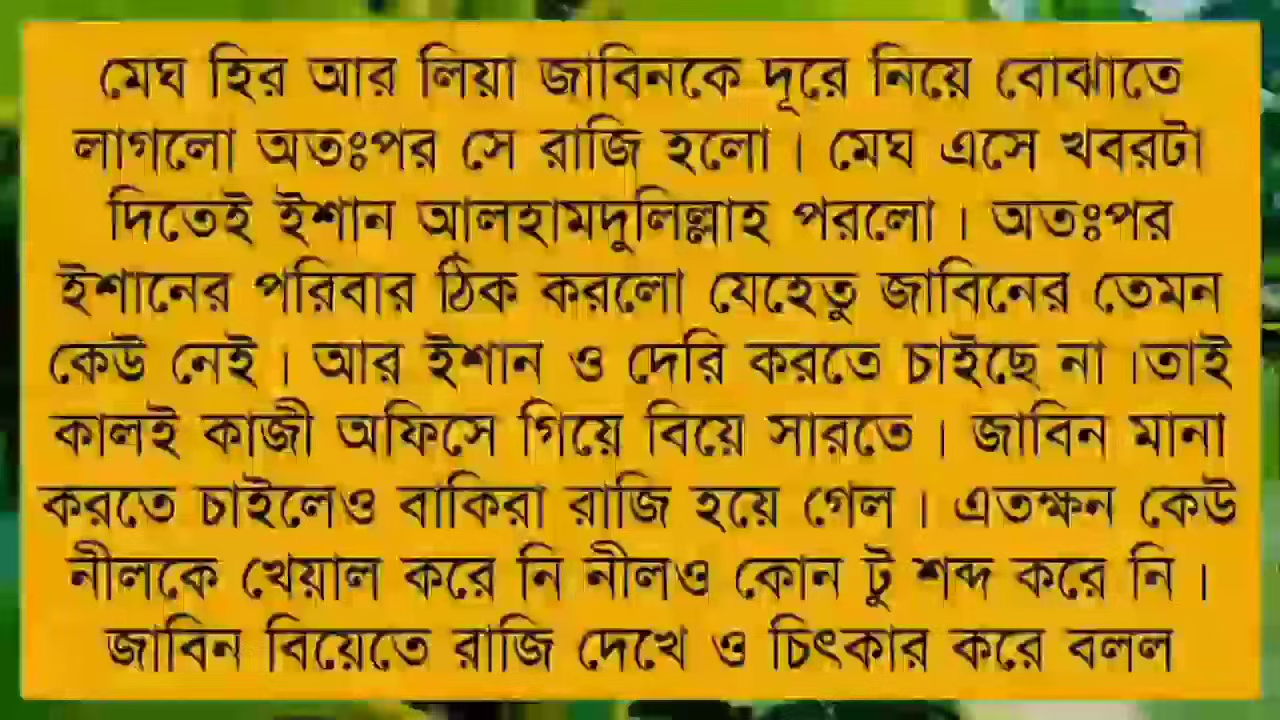 মেঘ হির আর লিয়া জাবিনকে দূরে নিয়ে বোঝাতে
লাগলো অতঃপর সে রাজি হলো। মেঘ এসে খবরটা
দিতেই ইশান আলহামদুলিল্লাহ পরলো। অতঃপর
ইশানের পরিবার ঠিক করলো যেহেতু জাবিনের তেমন
কেউ নেই। আর ইশান ও দেরি করতে চাইছে না।তাই
কালই কাজী অফিসে গিয়ে বিয়ে সারতে। জাবিন মানা
করতে চাইলেও বাকিরা রাজি হয়ে গেল। এতক্ষন কেউ
নীলকে খেয়াল করে নি নীলও কোন টু শব্দ করে নি।
জাবিন বিয়েতে রাজি দেখে ও চিৎকার করে বলল